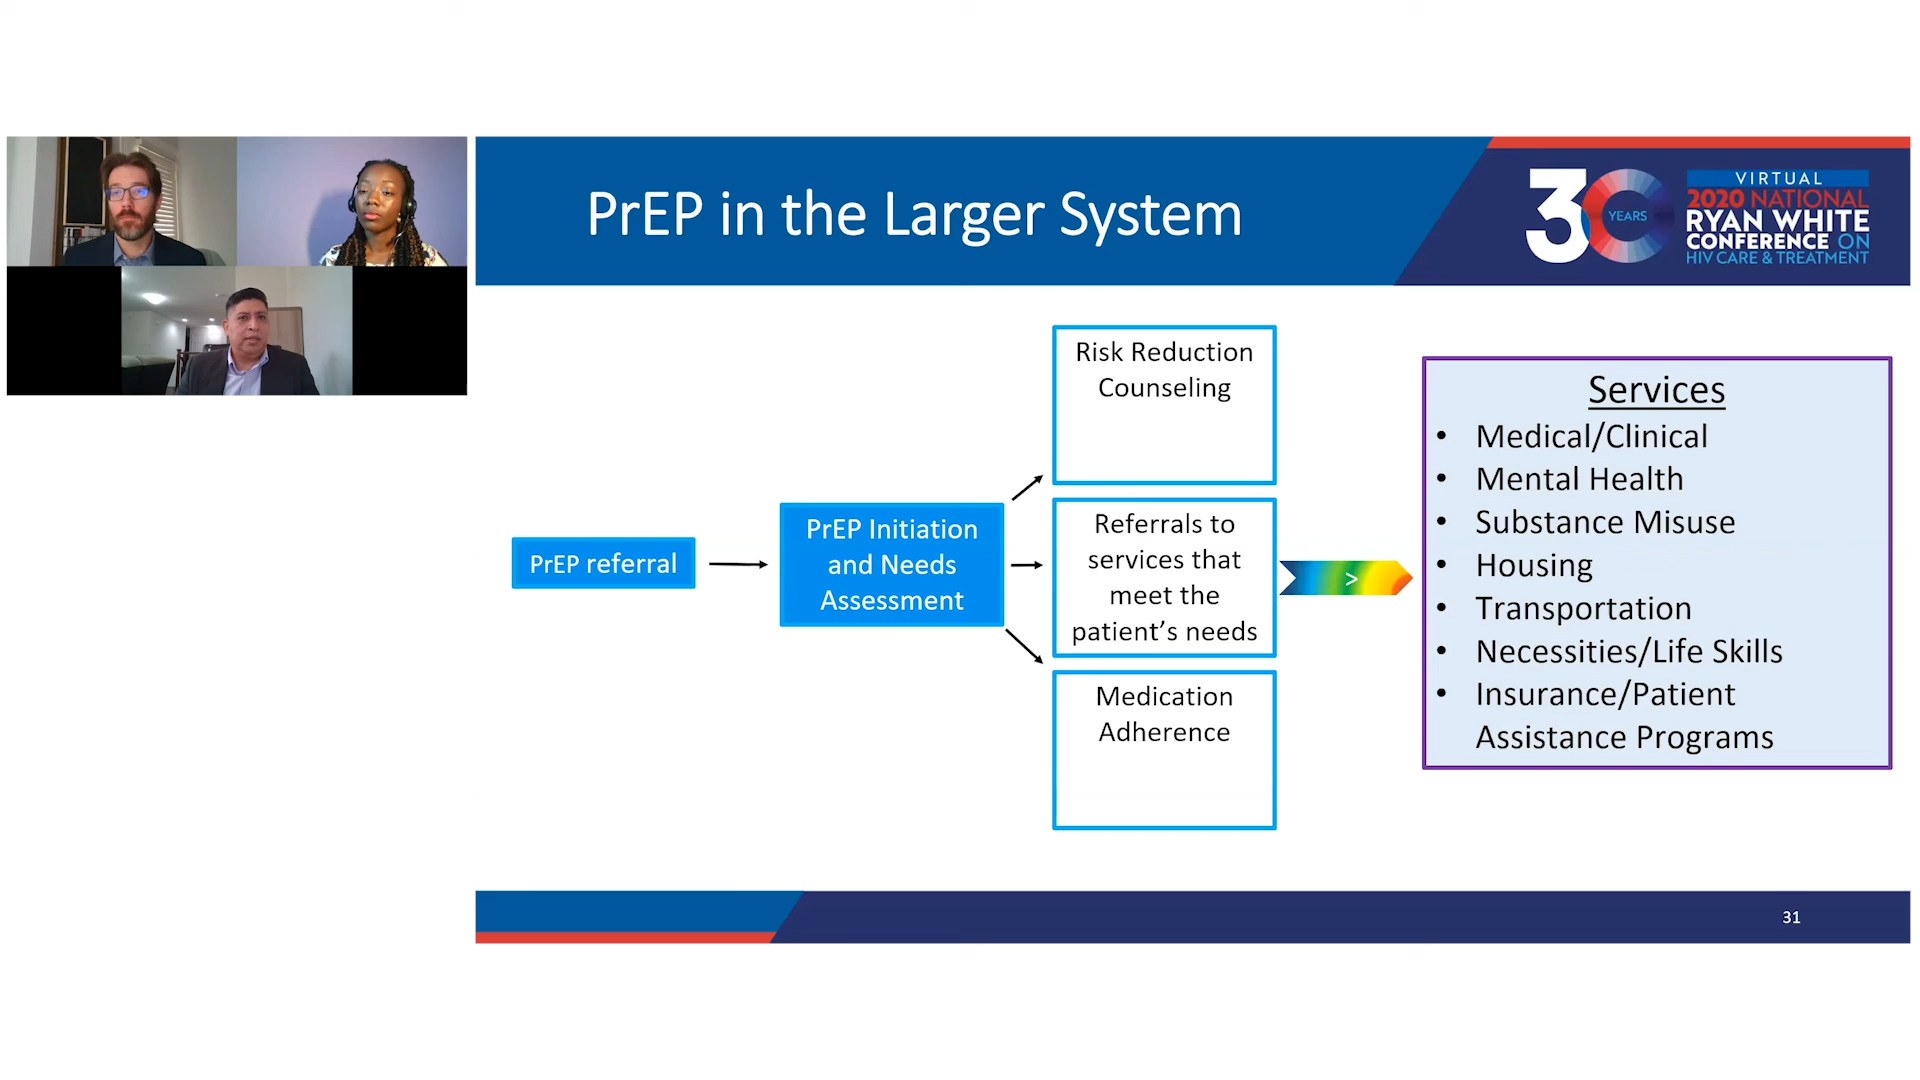 PrEP in the Larger System
30
YEARS
VIRTUAL
2020 NATIONAL
RYAN WHITE
CONFERENCE ON
HIV CARE & TREATMENT
PrEP referral
PrEP Initiation
and Needs
Assessment
Risk Reduction
Counseling
Referrals to
services that
meet the
patient’s needs
Medication
Adherence
>
Services
• Medical/Clinical
• Mental Health
• Substance Misuse
• Housing
• Transportation
• Necessities/Life Skills
• Insurance/Patient
Assistance Programs
31